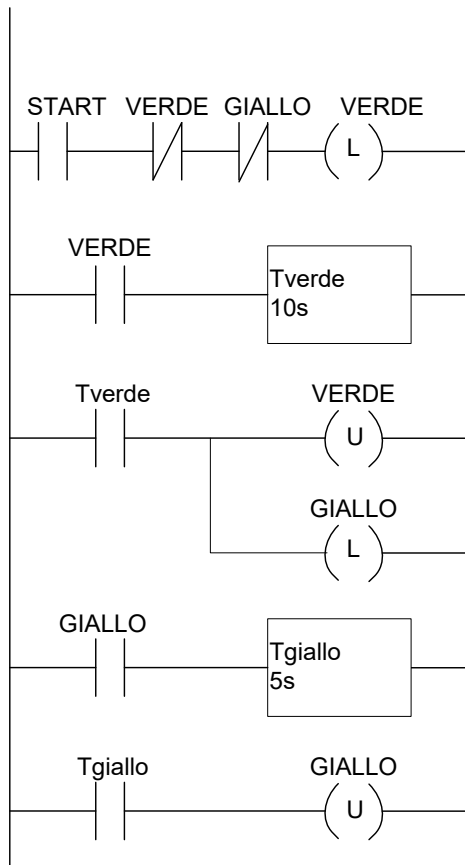 START VERDE GIALLO VERDE
L
VERDE
Tverde
10s
Tverde VERDE
U
GIALLO
L
GIALLO
Tgiallo
5s
Tgiallo GIALLO
U